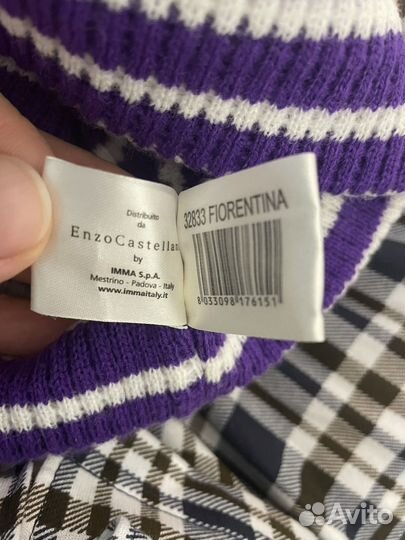 Distribuito
da
EnzoCastellan
by
IMMA S.p.A.
Mestrino - Padova - Italy
www.immaitaly.it
32833 FIORENTINA
8 033098 176151
Avito